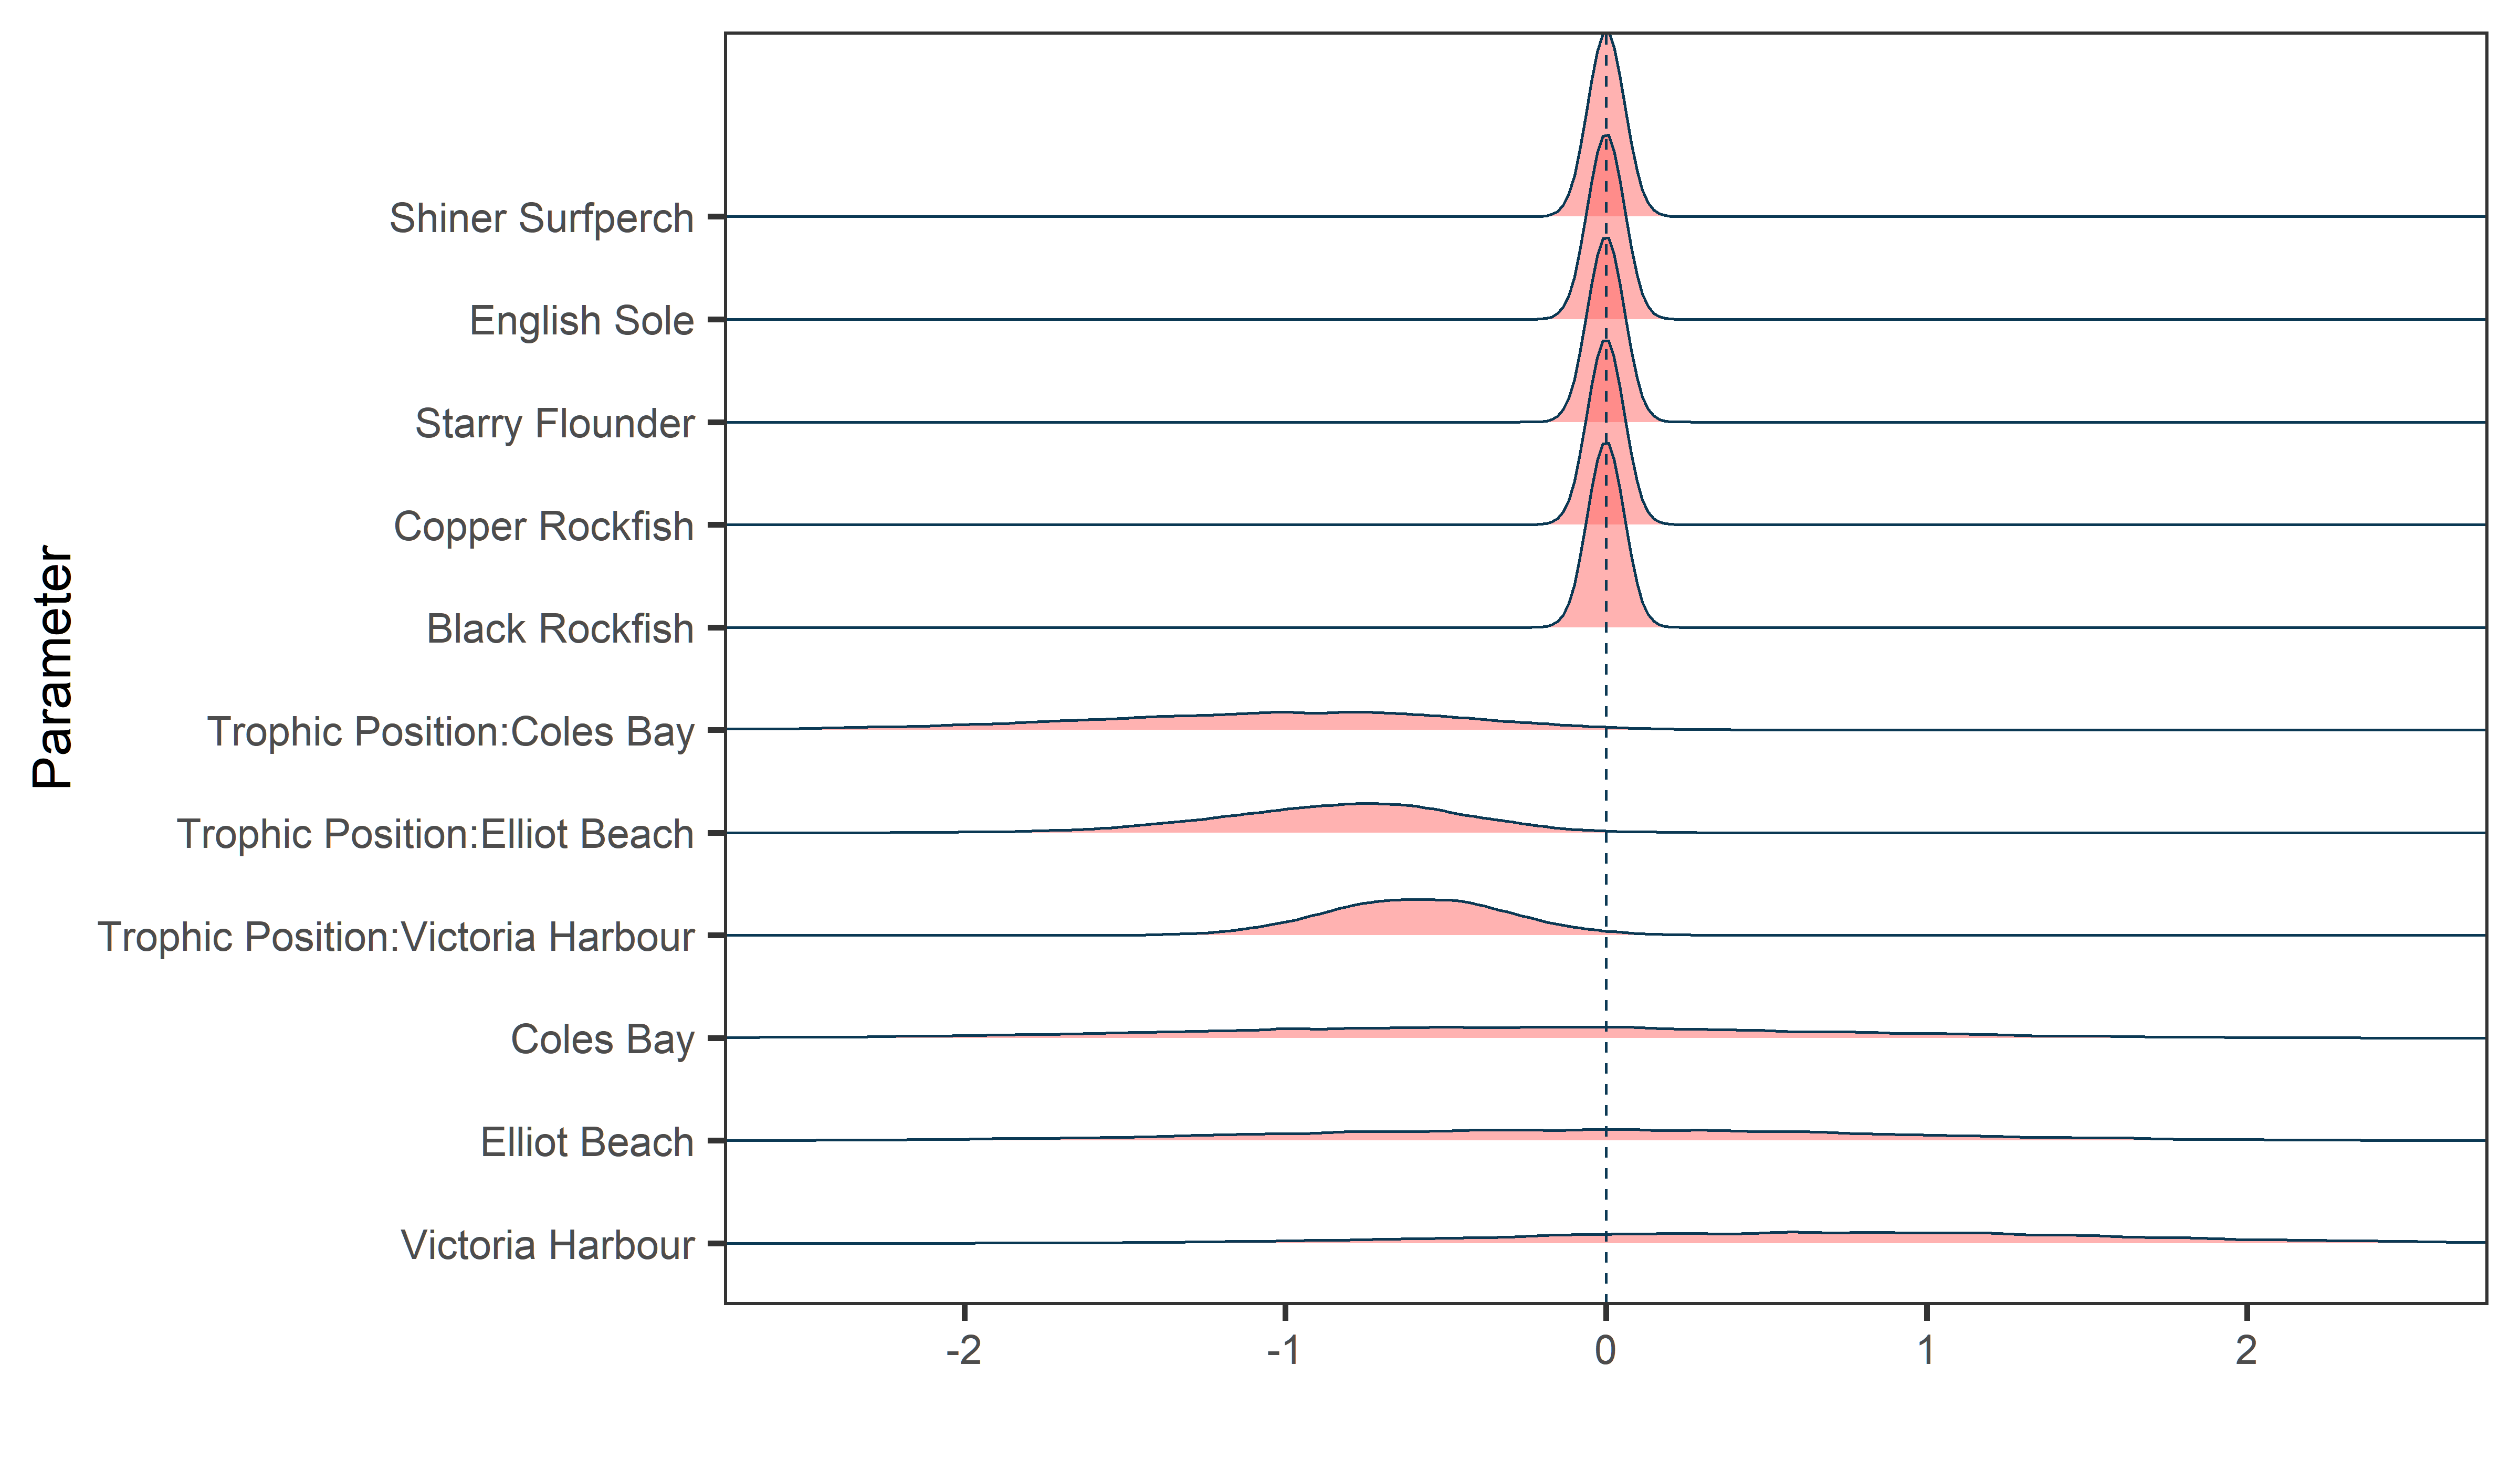 Parameter
Shiner Surfperch
English Sole
Starry Flounder
Copper Rockfish
Black Rockfish
Trophic Position:Coles Bay
Trophic Position:Elliot Beach
Trophic Position:Victoria Harbour
Coles Bay
Elliot Beach
Victoria Harbour
-2 -1 0 1 2